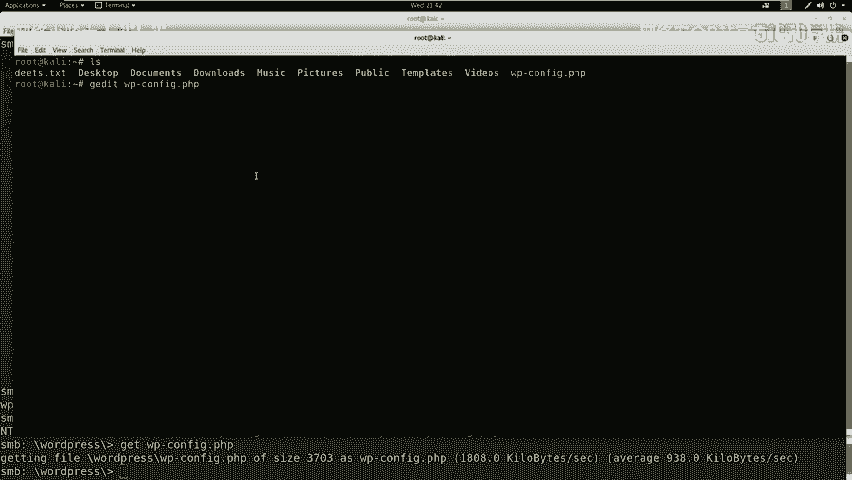 Applications Places Terminal Wed 21:42 1
root@kali: ~
root@kali: ~
File Edit View Search Terminal Help
root@kali:~# ls
deets.txt Desktop Documents Downloads Music Pictures Public Templates Videos wp-config.php
root@kali:~# gedit wp-config.php
sm
wp
sm
NT
smb: \wordpress\> get wp-config.php
getting file \wordpress\wp-config.php of size 3703 as wp-config.php (1808.0 KiloBytes/sec) (average 938.0 KiloBytes/sec)
smb: \wordpress\>